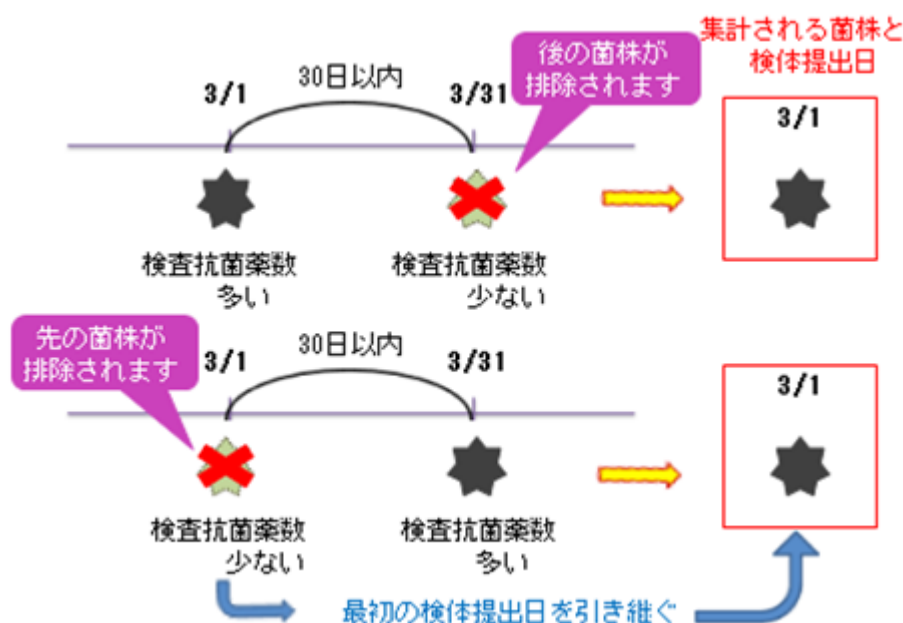 集計される菌株と
検体提出日
後の菌株が
排除されます
30日以内
3/1
3/31
3/1
検査抗菌薬数
多い
検査抗菌薬数
少ない
先の菌株が
排除されます
30日以内
3/1
3/31
3/1
検査抗菌薬数
少ない
検査抗菌薬数
多い
最初の検体提出日を引き継ぐ